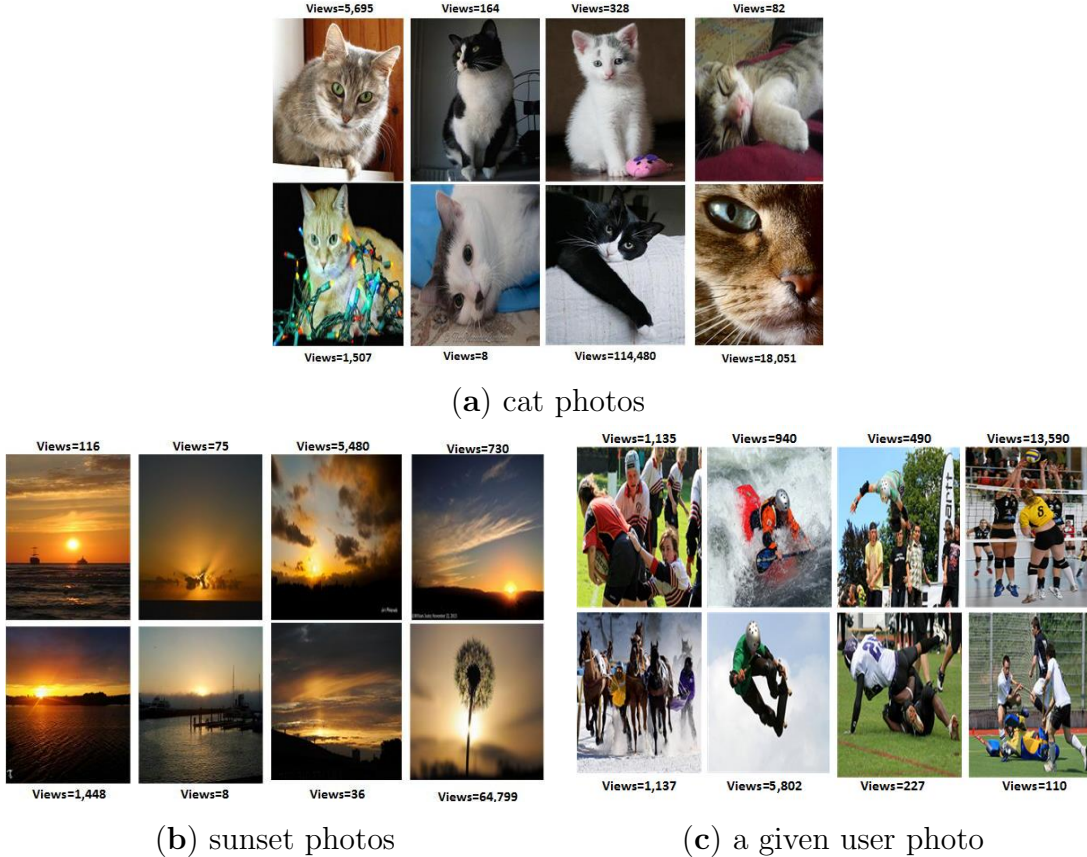 Views=5,695 Views=164 Views=328 Views=82
Views=1,507 Views=8 Views=114,480 Views=18,051
(a) cat photos
Views=116 Views=75 Views=5,480 Views=730
Views=1,448 Views=8 Views=36 Views=64,799
(b) sunset photos
Views=1,135 Views=940 Views=490 Views=13,590
8
Views=1,137 Views=5,802 Views=227 Views=110
(c) a given user photo